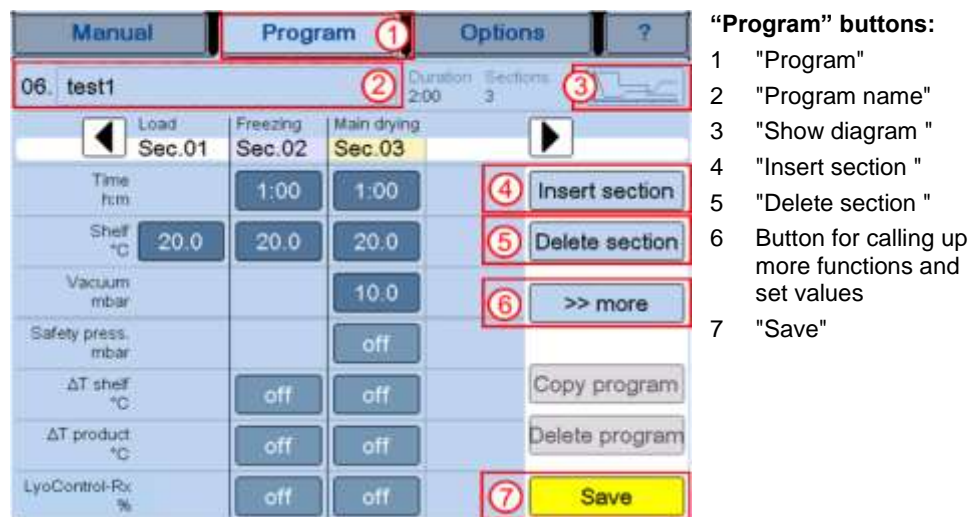 Manual Program 1 Options ?
06. test1 2 Duration 2:00 Sections 3 3
Load Freezing Main drying
Sec.01 Sec.02 Sec.03
Time h:m 1:00 1:00 4 Insert section
Shelf °C 20.0 20.0 20.0 5 Delete section
Vacuum mbar 10.0 6 >> more
Safety press. mbar off
ΔT shelf °C off off Copy program
ΔT product °C off off Delete program
LyoControl-Rx % off off 7 Save
“Program” buttons:
1 "Program"
2 "Program name"
3 "Show diagram "
4 "Insert section "
5 "Delete section "
6 Button for calling up
more functions and
set values
7 "Save"